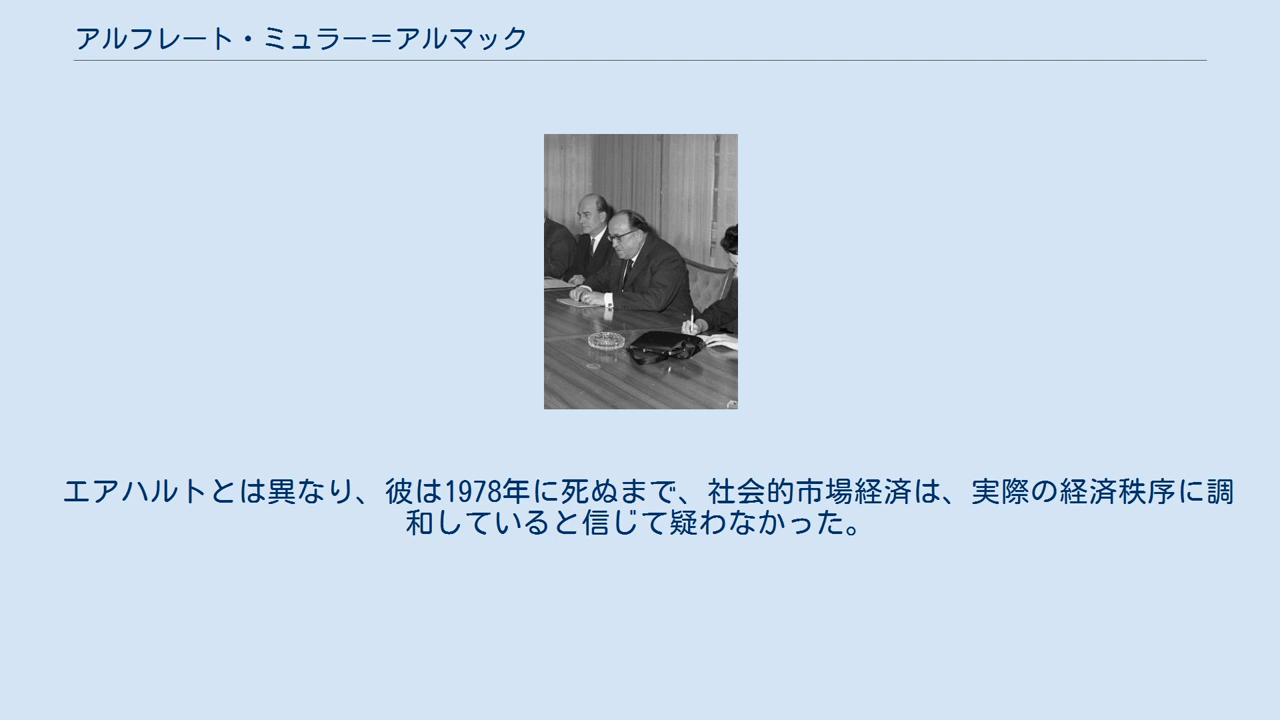 アルフレート・ミュラー＝アルマック
エアハルトとは異なり、彼は1978年に死ぬまで、社会的市場経済は、実際の経済秩序に調
和していると信じて疑わなかった。